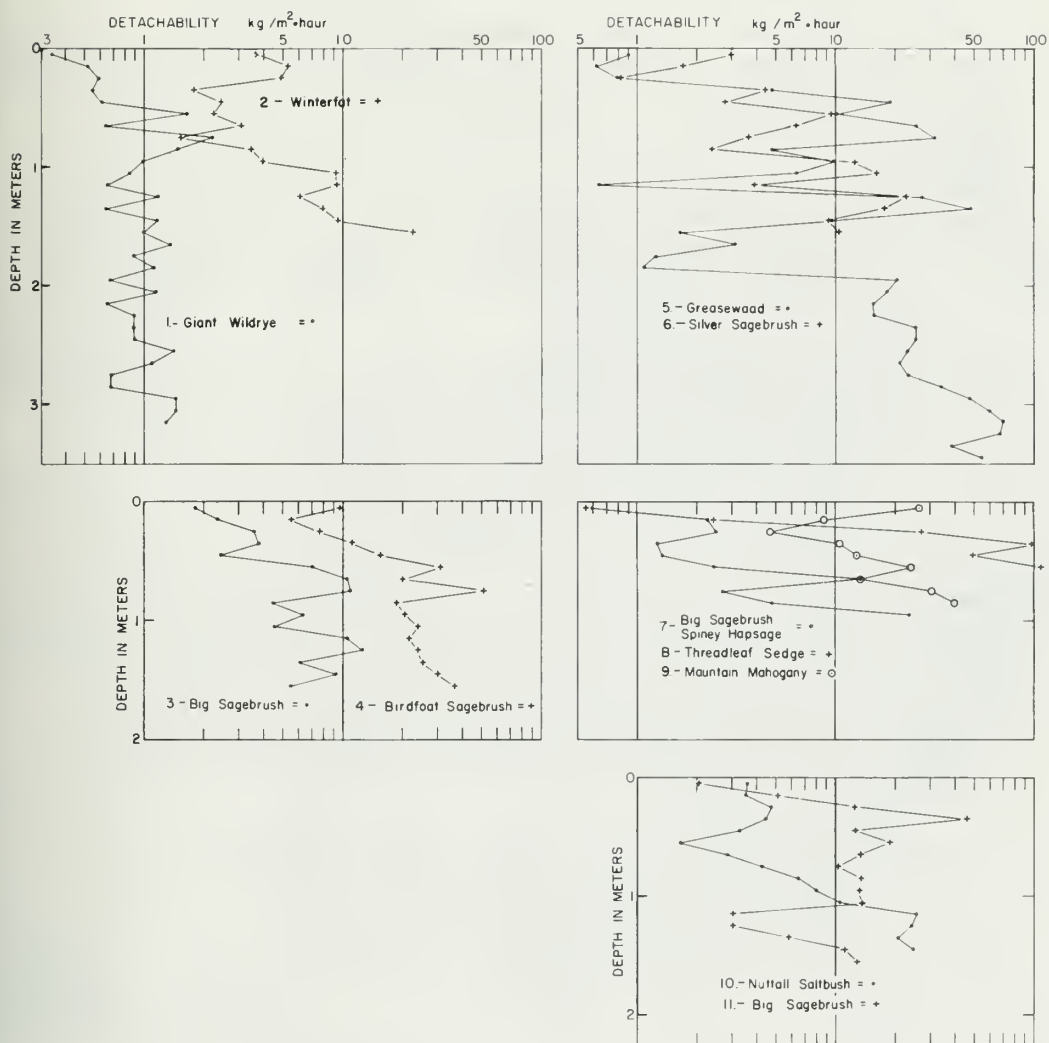 DETACHABILITY kg/m²•haur
3 1 5 10 50 100
DEPTH IN METERS
0
1
2
3
2 - Winterfat = +
1.- Giant Wildrye = •
DETACHABILITY kg/m²•haur
5 1 5 10 50 100
5.- Greasewaad = •
6.- Silver Sagebrush = +
DEPTH IN METERS
0
1
2
3 - Big Sagebrush = •
4 - Birdfaat Sagebrush = +
7- Big Sagebrush
Spiney Hapsage = •
8 - Threadleaf Sedge = +
9.- Mauntain Mahogany = ⊙
DEPTH IN METERS
0
1
2
10.- Nuttall Saltbush = •
11.- Big Sagebrush = +